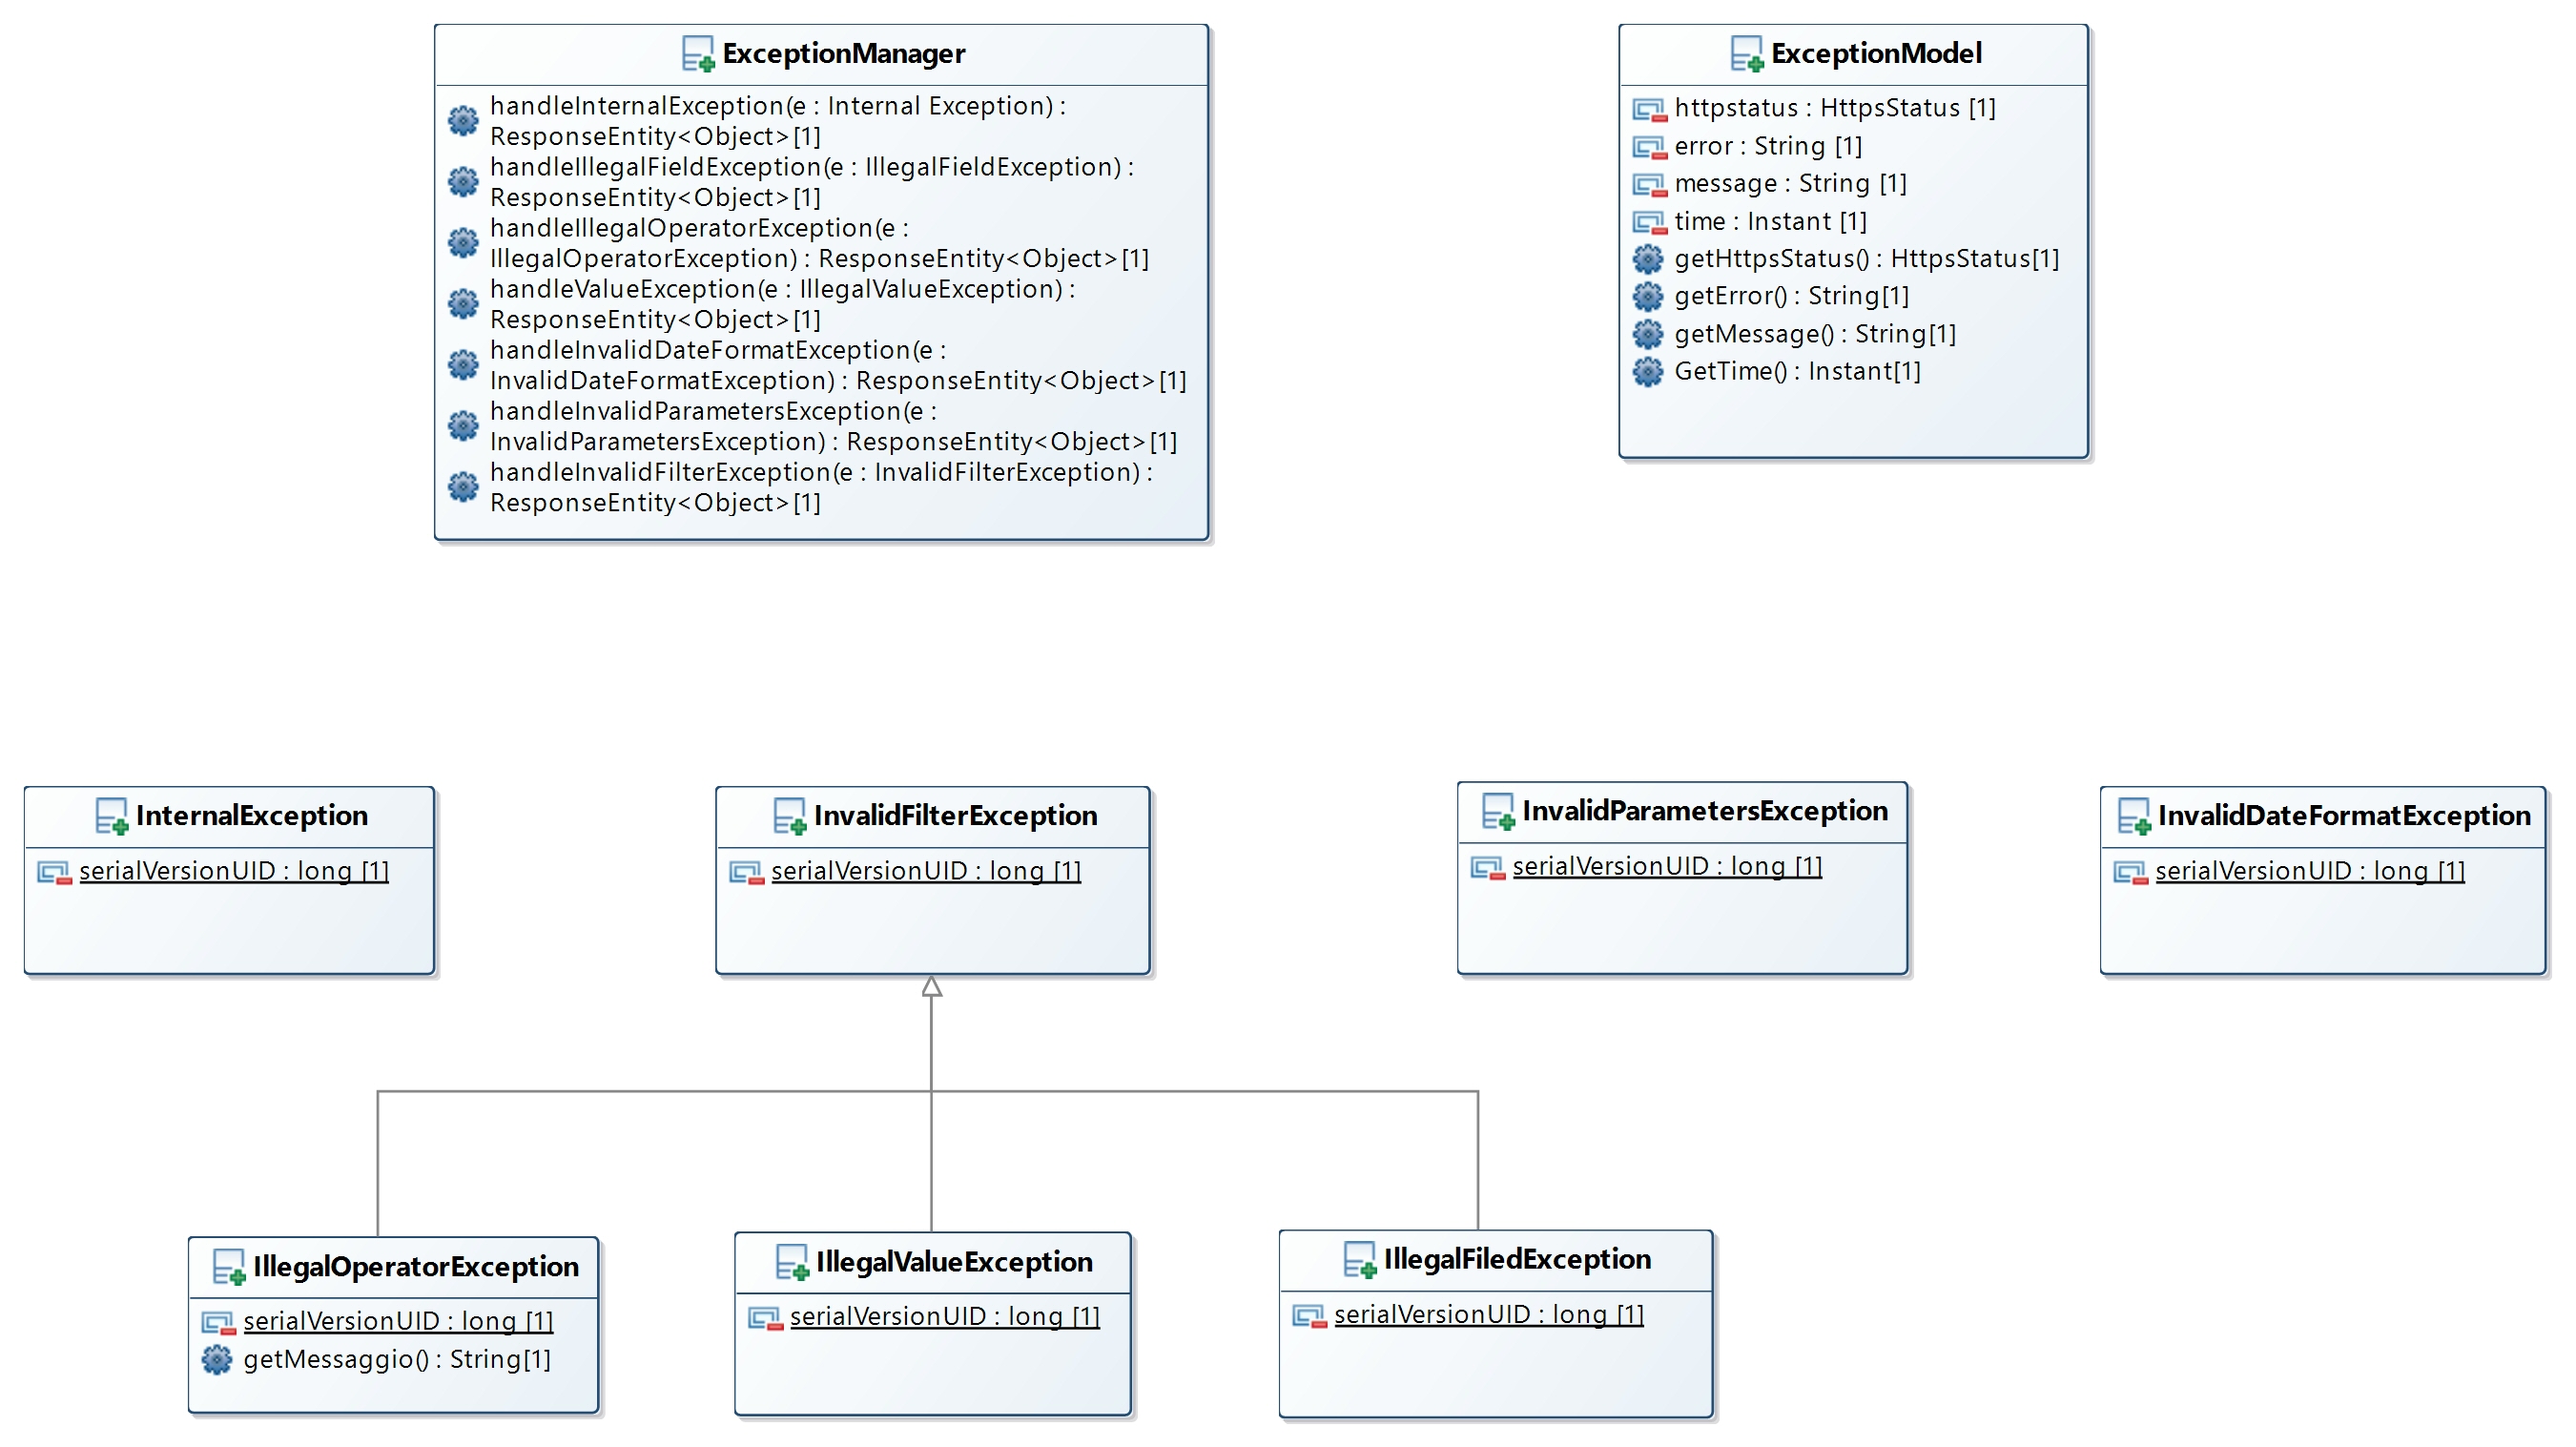 ExceptionManager
handleInternalException(e : Internal Exception) :
ResponseEntity<Object>[1]
handleIllegalFieldException(e : IllegalFieldException) :
ResponseEntity<Object>[1]
handleIllegalOperatorException(e :
IllegalOperatorException) : ResponseEntity<Object>[1]
handleValueException(e : IllegalValueException) :
ResponseEntity<Object>[1]
handleInvalidDateFormatException(e :
InvalidDateFormatException) : ResponseEntity<Object>[1]
handleInvalidParametersException(e :
InvalidParametersException) : ResponseEntity<Object>[1]
handleInvalidFilterException(e : InvalidFilterException) :
ResponseEntity<Object>[1]
ExceptionModel
httpstatus : HttpsStatus [1]
error : String [1]
message : String [1]
time : Instant [1]
getHttpsStatus() : HttpsStatus[1]
getError() : String[1]
getMessage() : String[1]
GetTime() : Instant[1]
InternalException
serialVersionUID : long [1]
InvalidFilterException
serialVersionUID : long [1]
InvalidParametersException
serialVersionUID : long [1]
InvalidDateFormatException
serialVersionUID : long [1]
IllegalOperatorException
serialVersionUID : long [1]
getMessaggio() : String[1]
IllegalValueException
serialVersionUID : long [1]
IllegalFiledException
serialVersionUID : long [1]